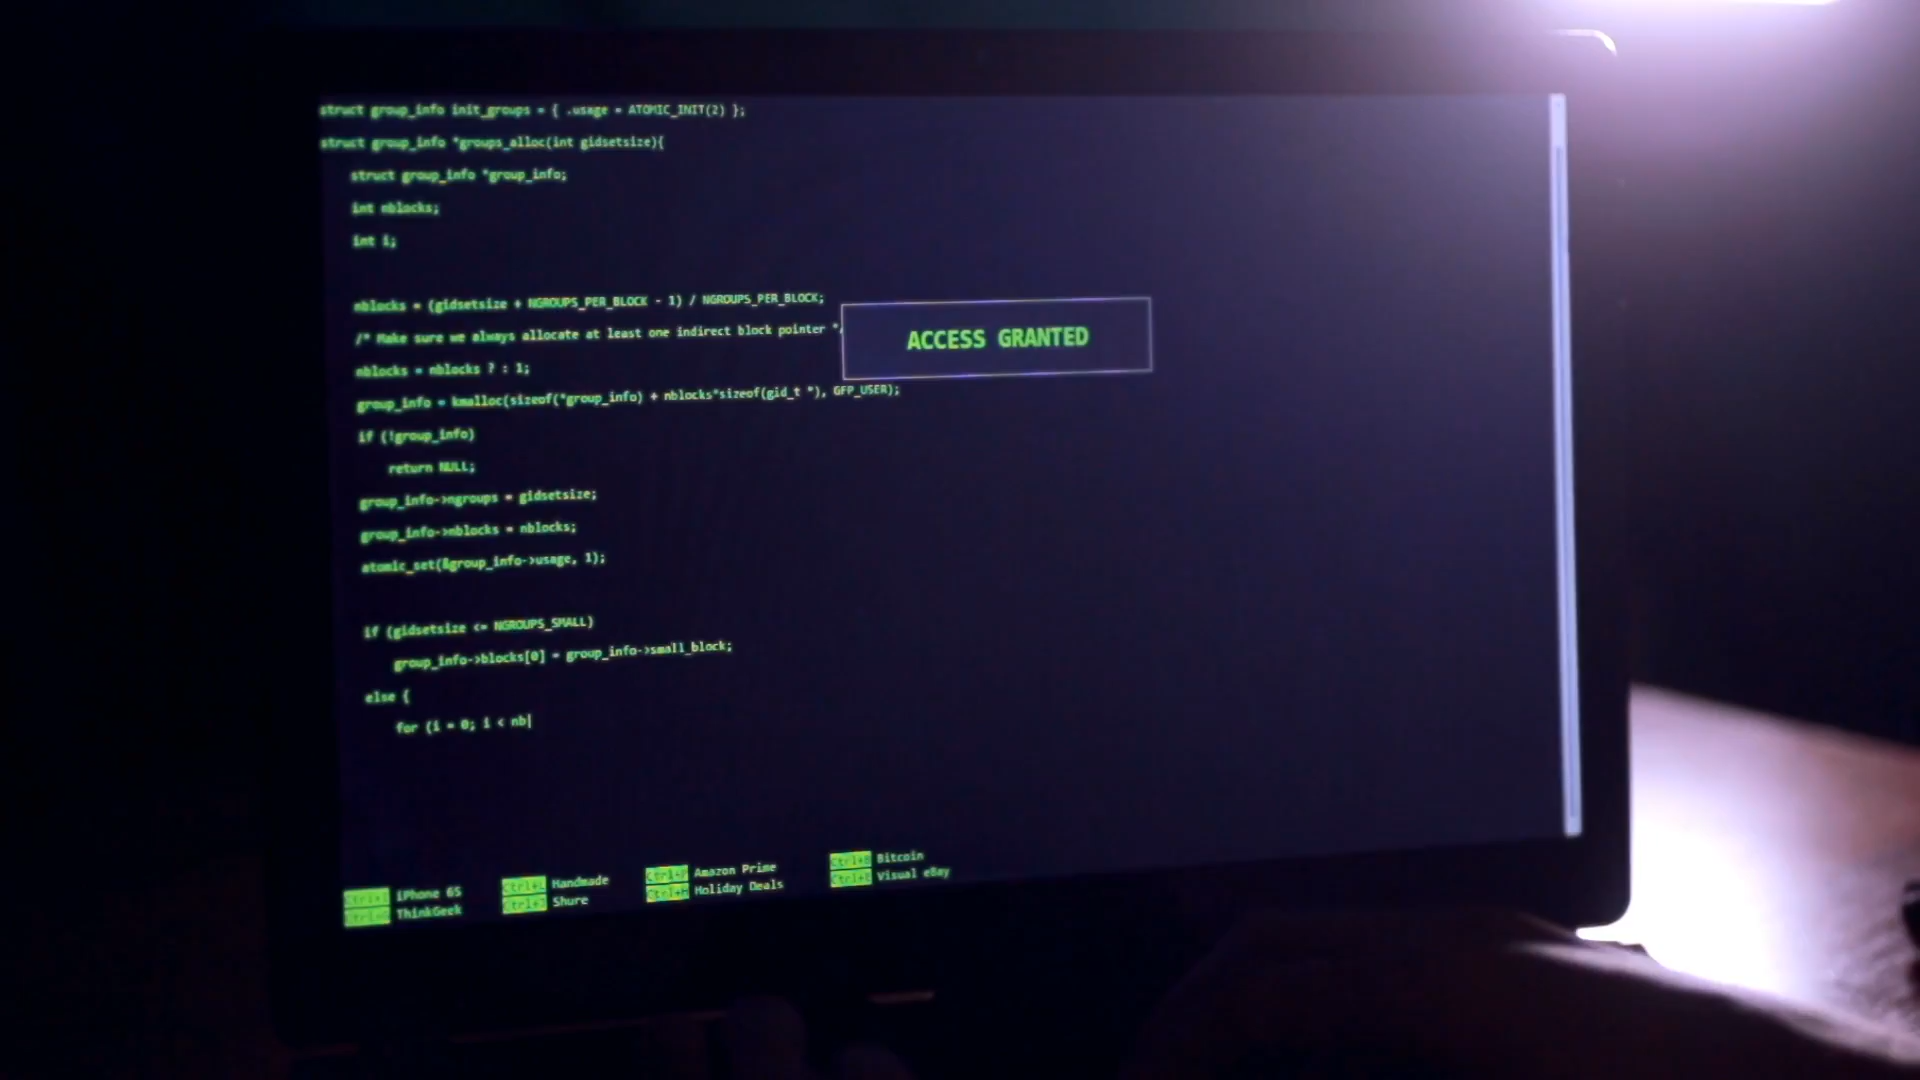 struct group_info init_groups = { .usage = ATOMIC_INIT(2) };
struct group_info *groups_alloc(int gidsetsize){
struct group_info *group_info;
int nblocks;
int i;
nblocks = (gidsetsize + NGROUPS_PER_BLOCK - 1) / NGROUPS_PER_BLOCK;
/* Make sure we always allocate at least one indirect block pointer *
ACCESS GRANTED
nblocks = nblocks ? : 1;
group_info = kmalloc(sizeof(*group_info) + nblocks*sizeof(gid_t *), GFP_USER);
if (!group_info)
return NULL;
group_info->ngroups = gidsetsize;
group_info->nblocks = nblocks;
atomic_set(&group_info->usage, 1);
if (gidsetsize <= NGROUPS_SMALL)
group_info->blocks[0] = group_info->small_block;
else {
for (i = 0; i < nb
iPhone 6S Handmade Ctrl+P Amazon Prime Bitcoin
ThinkGeek Shure Ctrl+H Holiday Deals Visual eBay